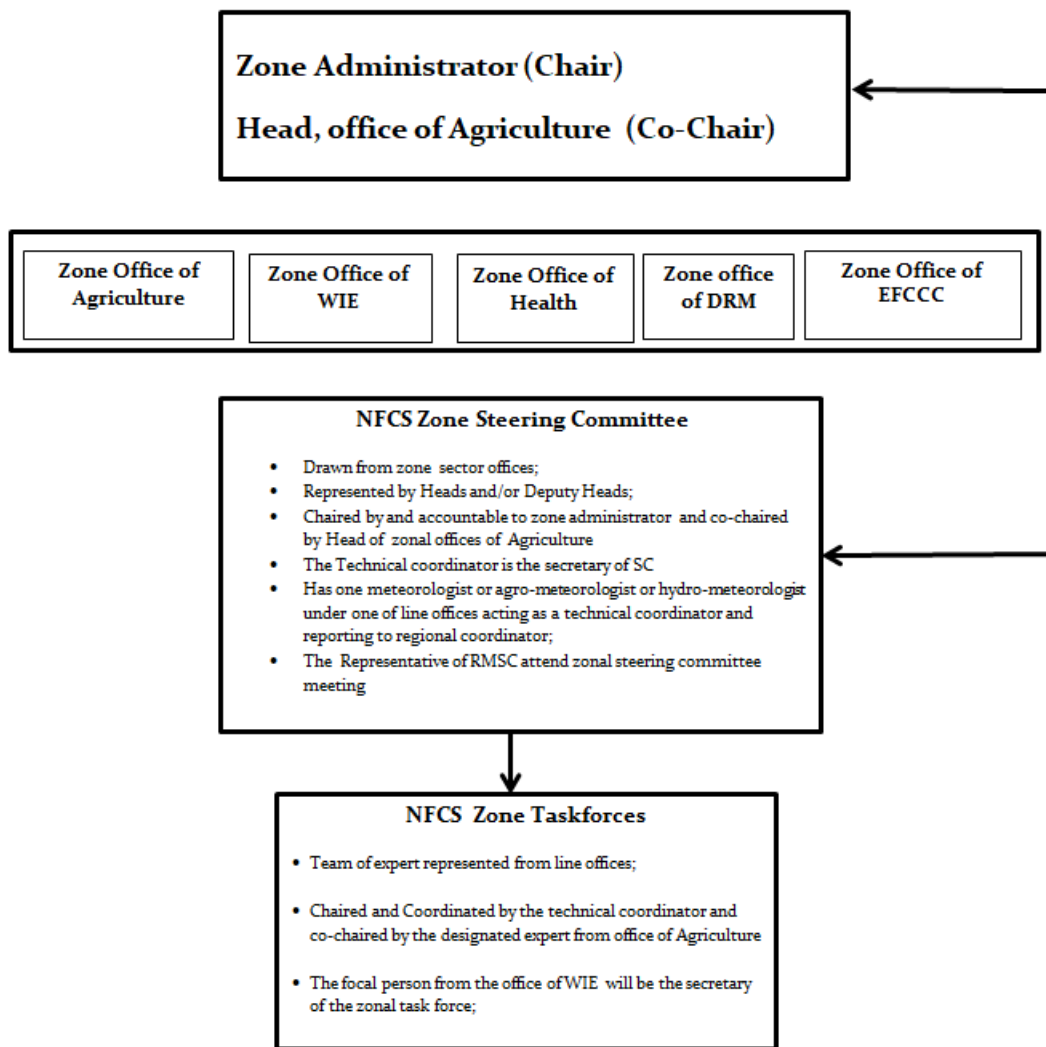 Zone Administrator (Chair)
Head, office of Agriculture (Co-Chair)
Zone Office of
Agriculture
Zone Office of
WIE
Zone Office of
Health
Zone office
of DRM
Zone Office of
EFCCC
NFCS Zone Steering Committee
• Drawn from zone sector offices;
• Represented by Heads and/or Deputy Heads;
• Chaired by and accountable to zone administrator and co-chaired
by Head of zonal offices of Agriculture
• The Technical coordinator is the secretary of SC
• Has one meteorologist or agro-meteorologist or hydro-meteorologist
under one of line offices acting as a technical coordinator and
reporting to regional coordinator;
• The Representative of RMSC attend zonal steering committee
meeting
NFCS Zone Taskforces
• Team of expert represented from line offices;
• Chaired and Coordinated by the technical coordinator and
co-chaired by the designated expert from office of Agriculture
• The focal person from the office of WIE will be the secretary
of the zonal task force;